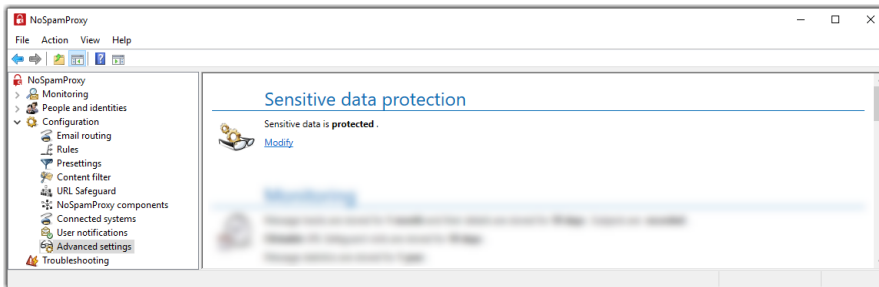 NoSpamProxy
File Action View Help
NoSpamProxy
Monitoring
People and identities
Configuration
Email routing
Rules
Presettings
Content filter
URL Safeguard
NoSpamProxy components
Connected systems
User notifications
Advanced settings
Troubleshooting
Sensitive data protection
Sensitive data is protected .
Modify
Monitoring